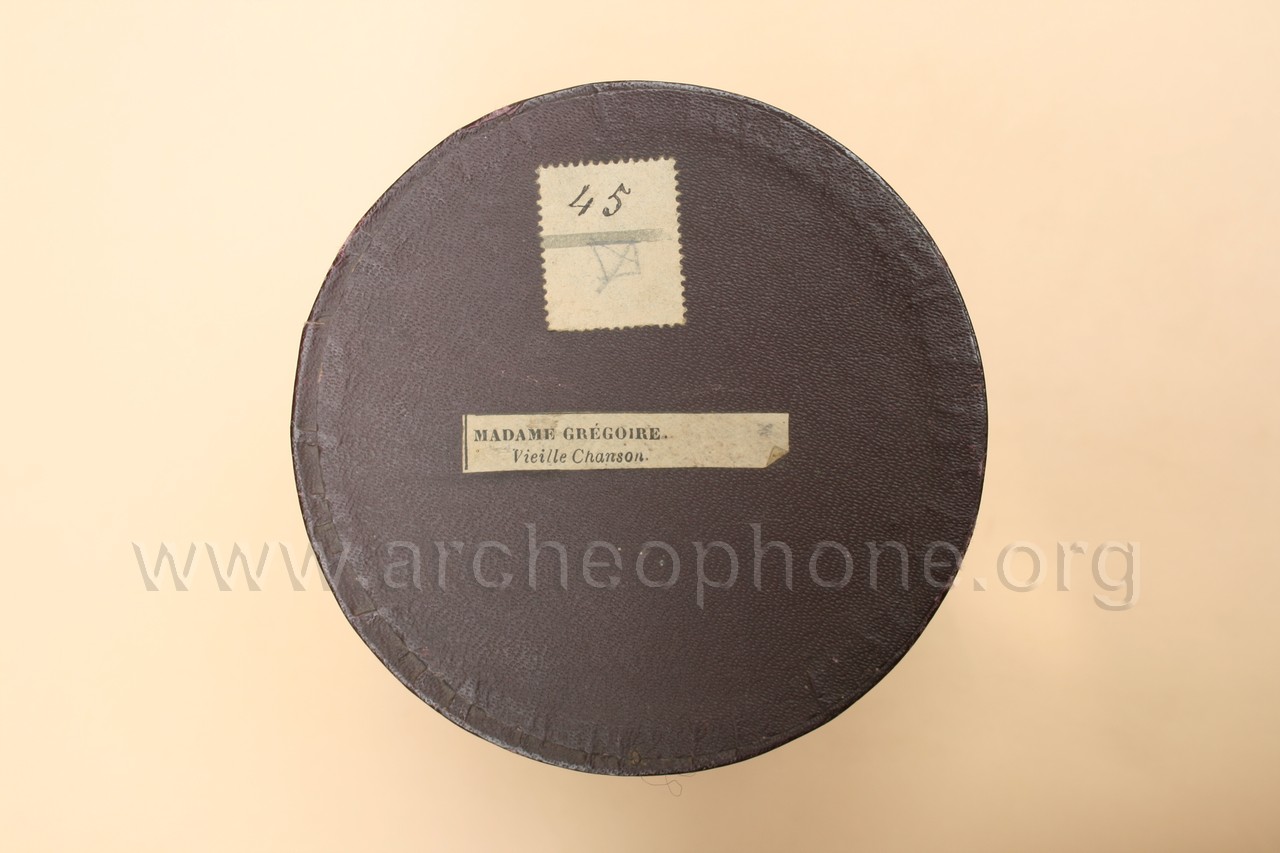 45
MADAME GRÉGOIRE.
Vieille Chanson.
www.archeophone.org